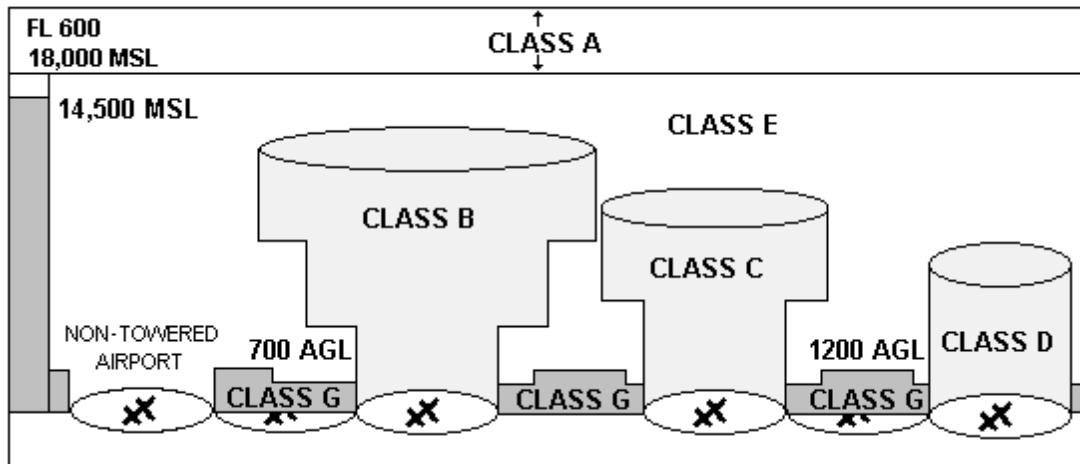 FL 600
18,000 MSL
CLASS A
14,500 MSL
CLASS E
CLASS B
CLASS C
NON-TOWERED
AIRPORT
700 AGL
1200 AGL
CLASS D
CLASS G
CLASS G
CLASS G